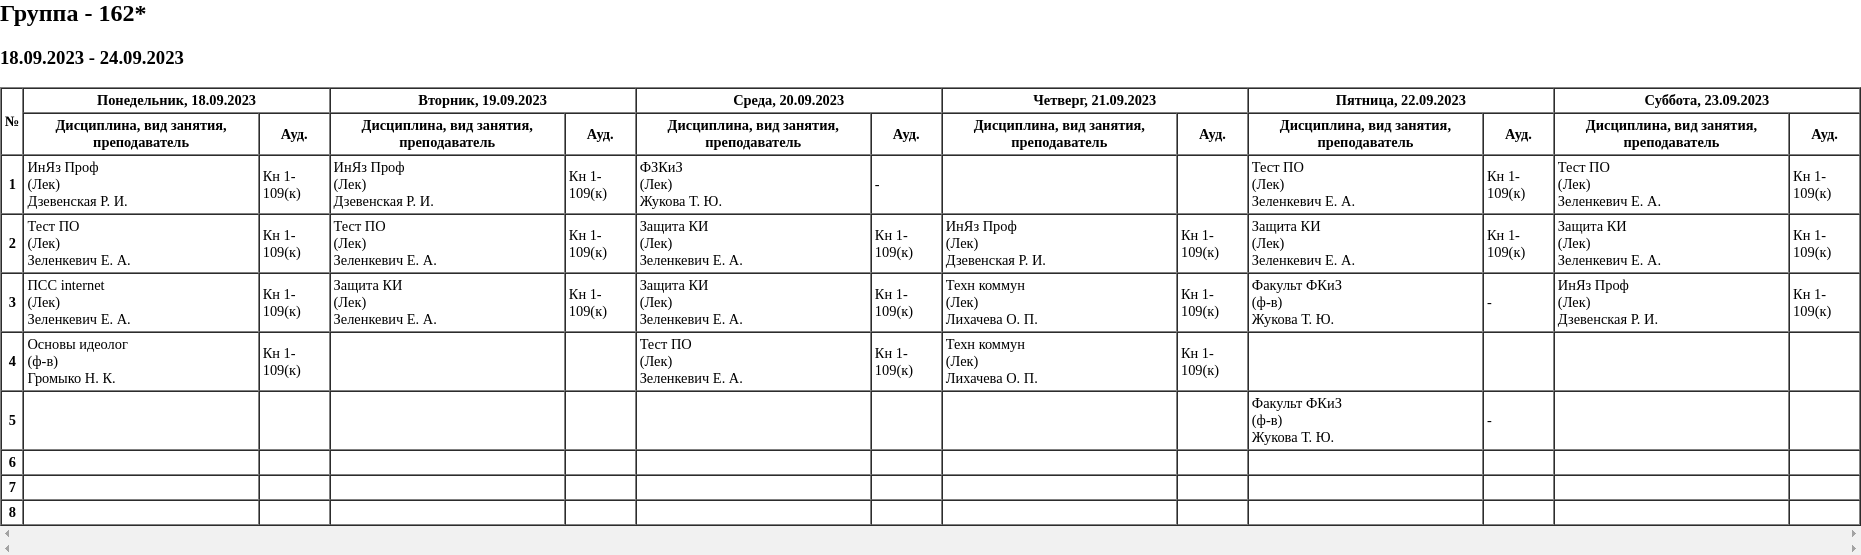 Группа - 162*
18.09.2023 - 24.09.2023
№ Понедельник, 18.09.2023 Вторник, 19.09.2023 Среда, 20.09.2023 Четверг, 21.09.2023 Пятница, 22.09.2023 Суббота, 23.09.2023
Дисциплина, вид занятия, преподаватель Ауд. Дисциплина, вид занятия, преподаватель Ауд. Дисциплина, вид занятия, преподаватель Ауд. Дисциплина, вид занятия, преподаватель Ауд. Дисциплина, вид занятия, преподаватель Ауд. Дисциплина, вид занятия, преподаватель Ауд.
1
ИнЯз Проф
(Лек)
Дзевенская Р. И.
Кн 1-
109(к)
ИнЯз Проф
(Лек)
Дзевенская Р. И.
Кн 1-
109(к)
ФЗКиЗ
(Лек)
Жукова Т. Ю.
-
Тест ПО
(Лек)
Зеленкевич Е. А.
Кн 1-
109(к)
Тест ПО
(Лек)
Зеленкевич Е. А.
Кн 1-
109(к)
2
Тест ПО
(Лек)
Зеленкевич Е. А.
Кн 1-
109(к)
Тест ПО
(Лек)
Зеленкевич Е. А.
Кн 1-
109(к)
Защита КИ
(Лек)
Зеленкевич Е. А.
Кн 1-
109(к)
ИнЯз Проф
(Лек)
Дзевенская Р. И.
Кн 1-
109(к)
Защита КИ
(Лек)
Зеленкевич Е. А.
Кн 1-
109(к)
Защита КИ
(Лек)
Зеленкевич Е. А.
Кн 1-
109(к)
3
ПСС internet
(Лек)
Зеленкевич Е. А.
Кн 1-
109(к)
Защита КИ
(Лек)
Зеленкевич Е. А.
Кн 1-
109(к)
Защита КИ
(Лек)
Зеленкевич Е. А.
Кн 1-
109(к)
Техн коммун
(Лек)
Лихачева О. П.
Кн 1-
109(к)
Факульт ФКиЗ
(ф-в)
Жукова Т. Ю.
-
ИнЯз Проф
(Лек)
Дзевенская Р. И.
Кн 1-
109(к)
4
Основы идеолог
(ф-в)
Громыко Н. К.
Кн 1-
109(к)
Тест ПО
(Лек)
Зеленкевич Е. А.
Кн 1-
109(к)
Техн коммун
(Лек)
Лихачева О. П.
Кн 1-
109(к)
5
Факульт ФКиЗ
(ф-в)
Жукова Т. Ю.
-
6
7
8